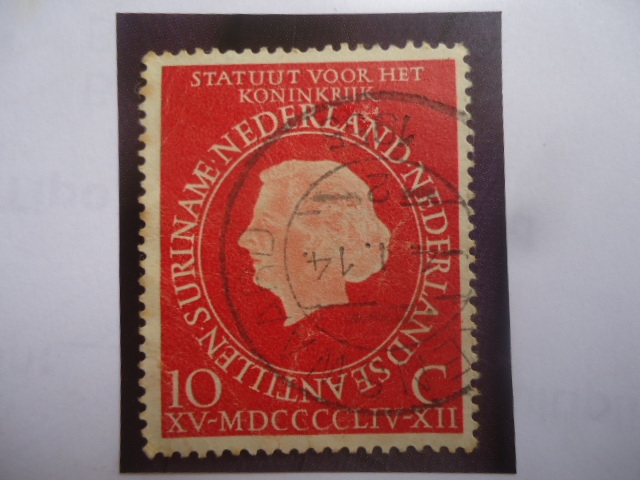 STATUUT VOOR HET
KONINKRIJK
NEDERLAND·NEDERLANDSE ANTILLEN·SURINAME·
10 C
XV-MDCCCCLIV-XII